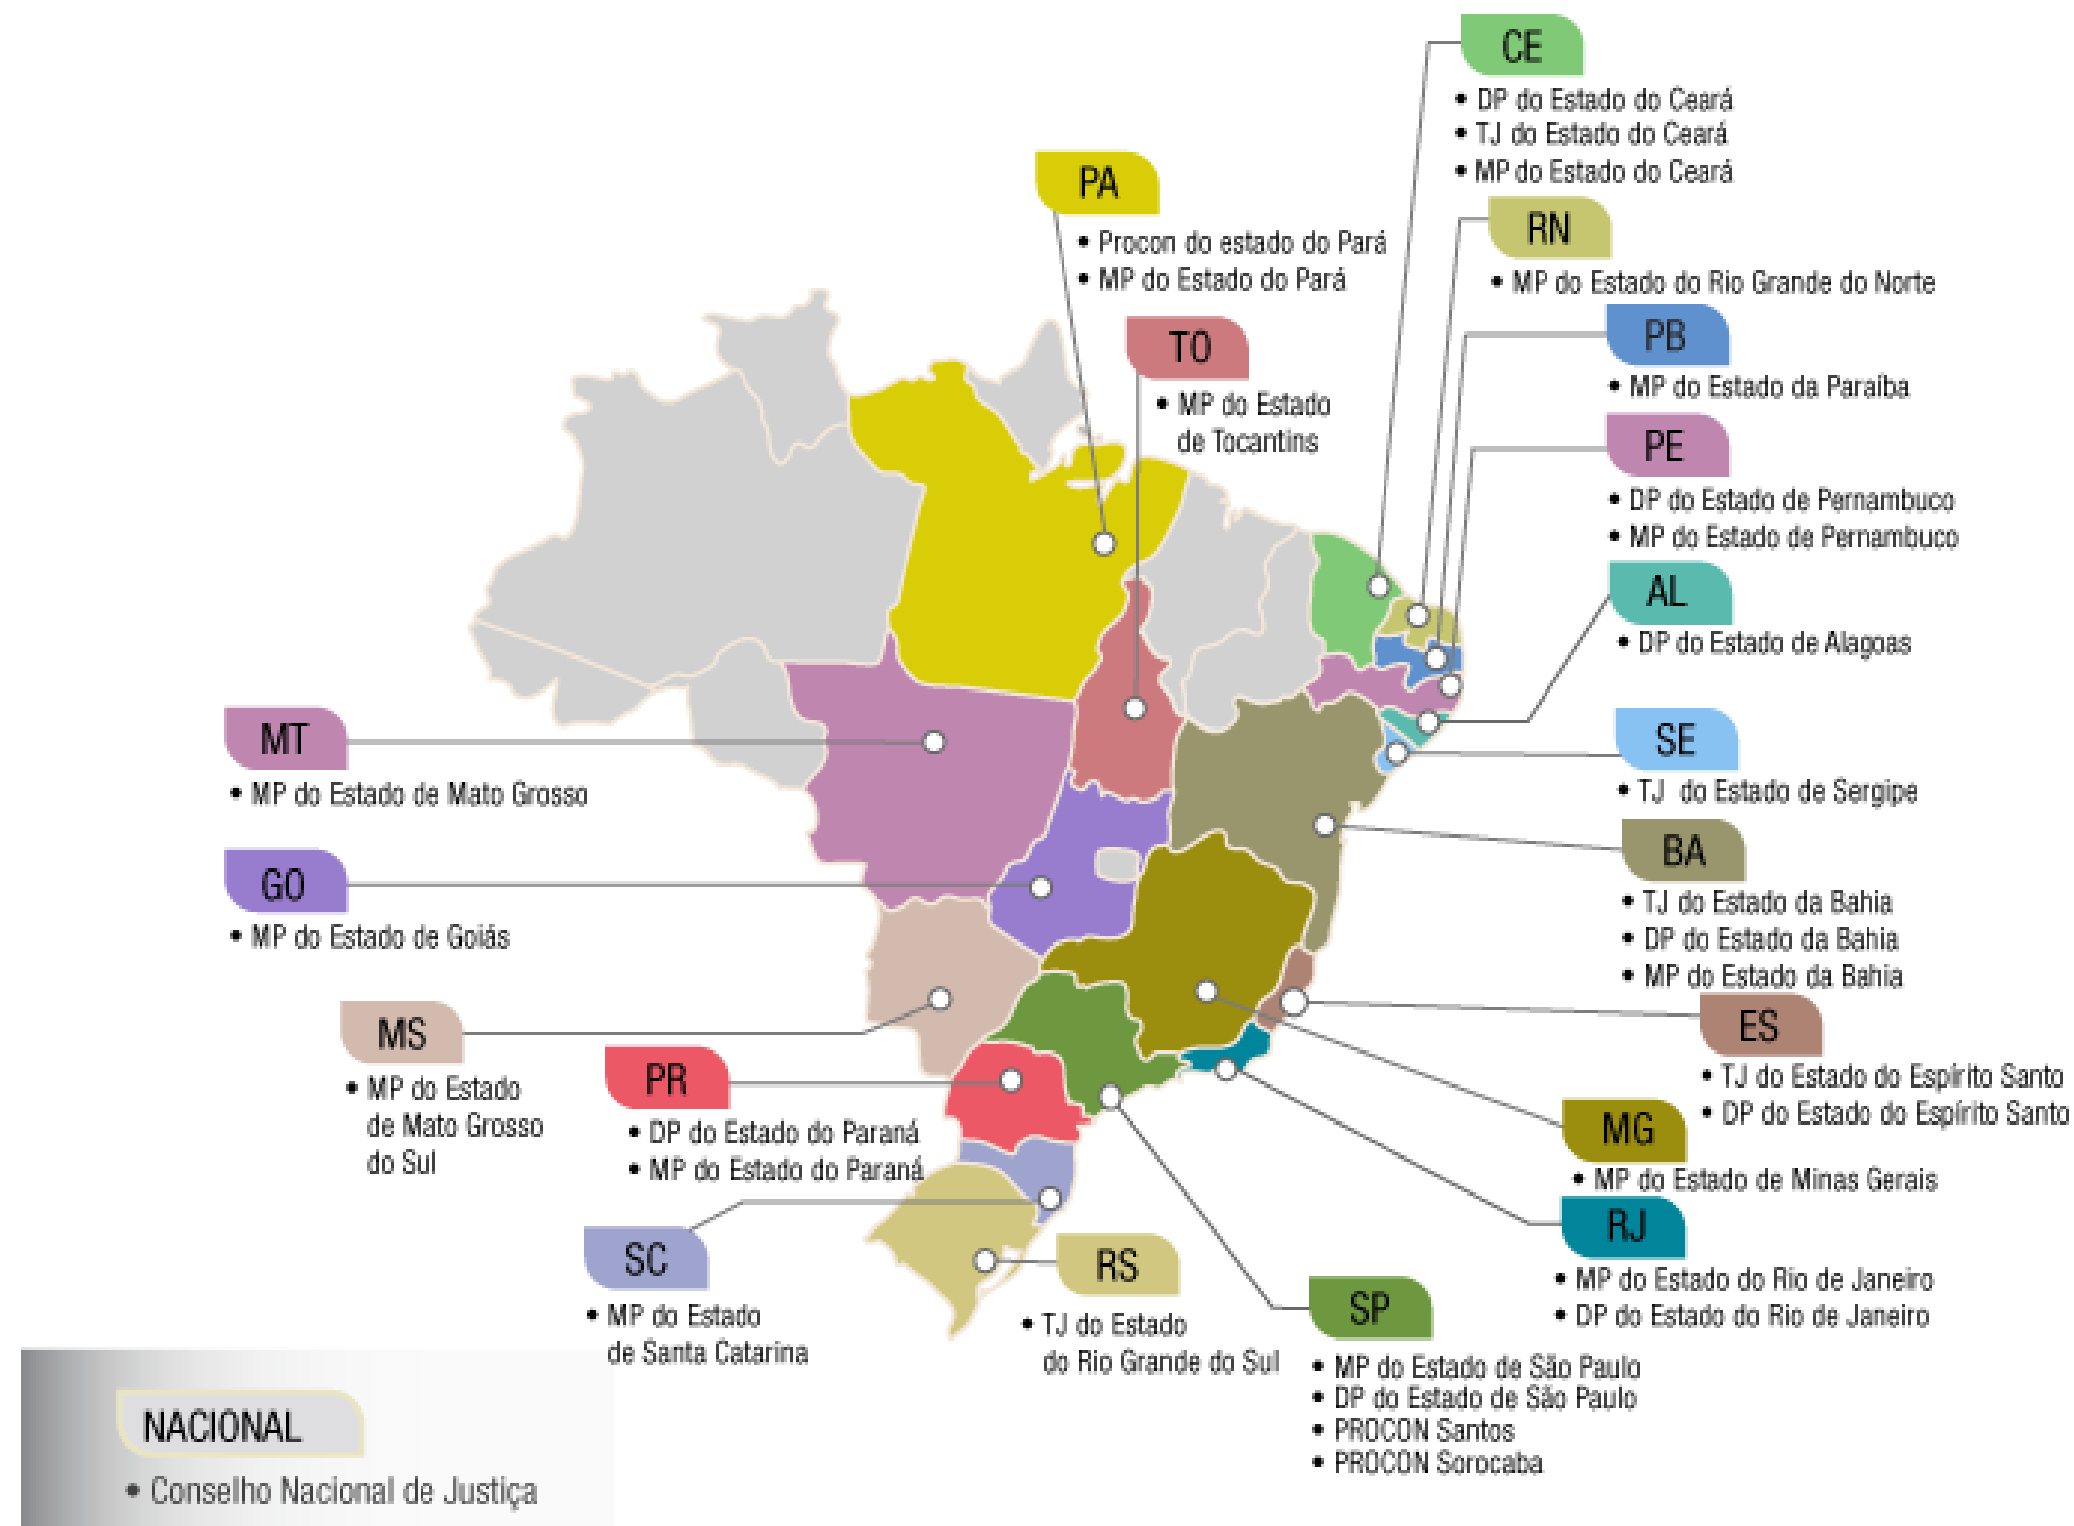 CE
• DP do Estado do Ceará
• TJ do Estado do Ceará
• MP do Estado do Ceará
PA
• Procon do estado do Pará
• MP do Estado do Pará
RN
• MP do Estado do Rio Grande do Norte
TO
• MP do Estado
de Tocantins
PB
• MP do Estado da Paraíba
PE
• DP do Estado de Pernambuco
• MP do Estado de Pernambuco
AL
• DP do Estado de Alagoas
MT
• MP do Estado de Mato Grosso
SE
• TJ do Estado de Sergipe
GO
• MP do Estado de Goiás
BA
• TJ do Estado da Bahia
• DP do Estado da Bahia
• MP do Estado da Bahia
MS
• MP do Estado
de Mato Grosso
do Sul
ES
• TJ do Estado do Espírito Santo
• DP do Estado do Espírito Santo
PR
• DP do Estado do Paraná
• MP do Estado do Paraná
MG
• MP do Estado de Minas Gerais
RJ
• MP do Estado do Rio de Janeiro
• DP do Estado do Rio de Janeiro
SC
• MP do Estado
de Santa Catarina
RS
• TJ do Estado
do Rio Grande do Sul
SP
• MP do Estado de São Paulo
• DP do Estado de São Paulo
• PROCON Santos
• PROCON Sorocaba
NACIONAL
• Conselho Nacional de Justiça